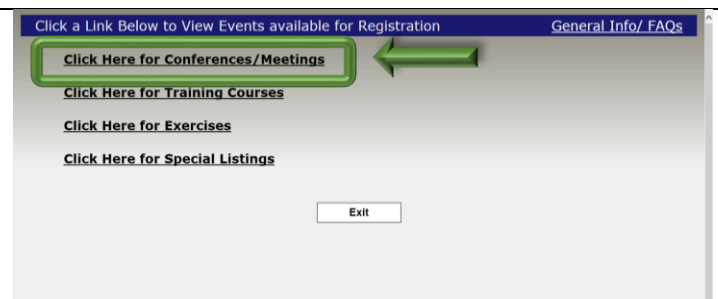 Click a Link Below to View Events available for Registration General Info/ FAQs
Click Here for Conferences/Meetings
Click Here for Training Courses
Click Here for Exercises
Click Here for Special Listings
Exit